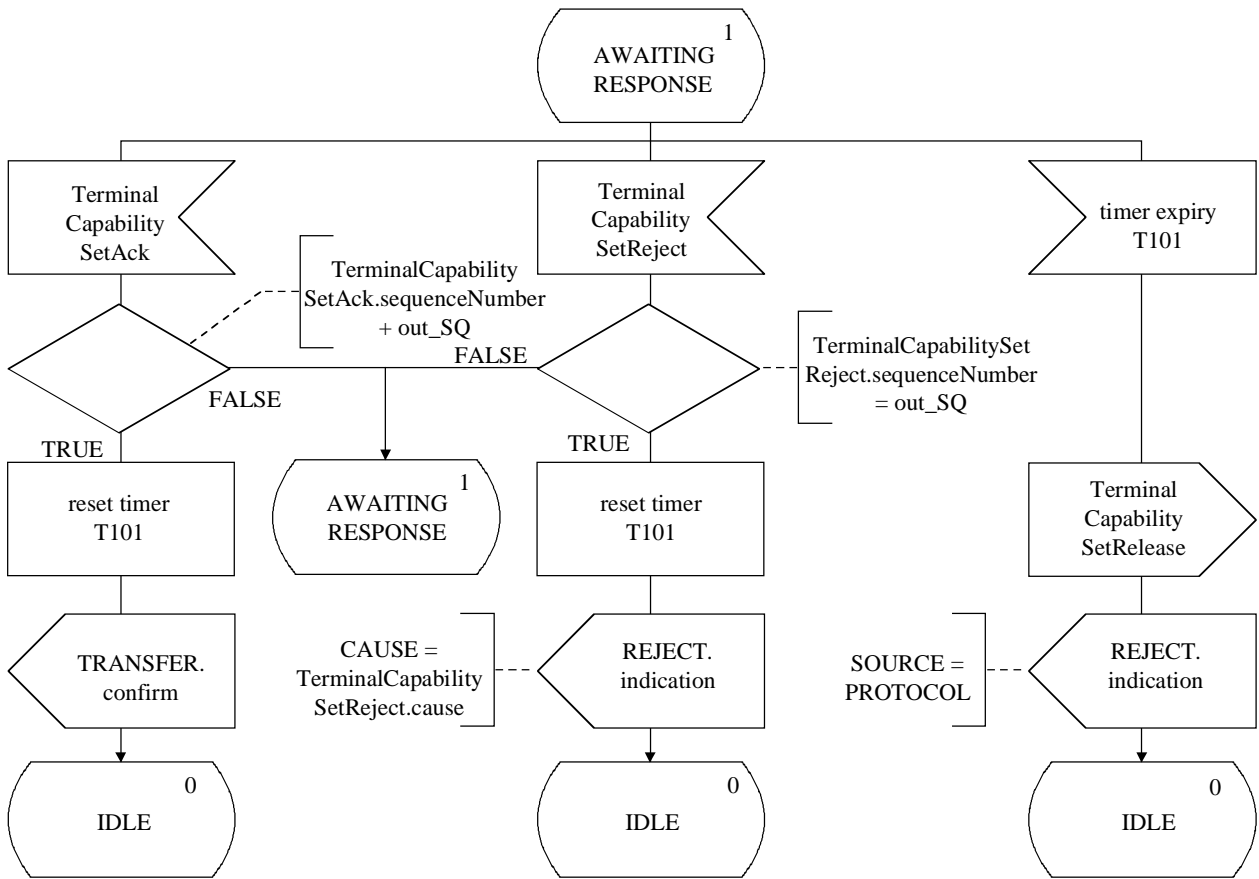 1
AWAITING
RESPONSE
Terminal
Capability
SetAck
TerminalCapability
SetAck.sequenceNumber
+ out_SQ
Terminal
Capability
SetReject
timer expiry
T101
TerminalCapabilitySet
Reject.sequenceNumber
= out_SQ
FALSE
FALSE
TRUE
TRUE
reset timer
T101
1
AWAITING
RESPONSE
reset timer
T101
Terminal
Capability
SetRelease
TRANSFER.
confirm
CAUSE =
TerminalCapability
SetReject.cause
REJECT.
indication
SOURCE =
PROTOCOL
REJECT.
indication
0
IDLE
0
IDLE
0
IDLE